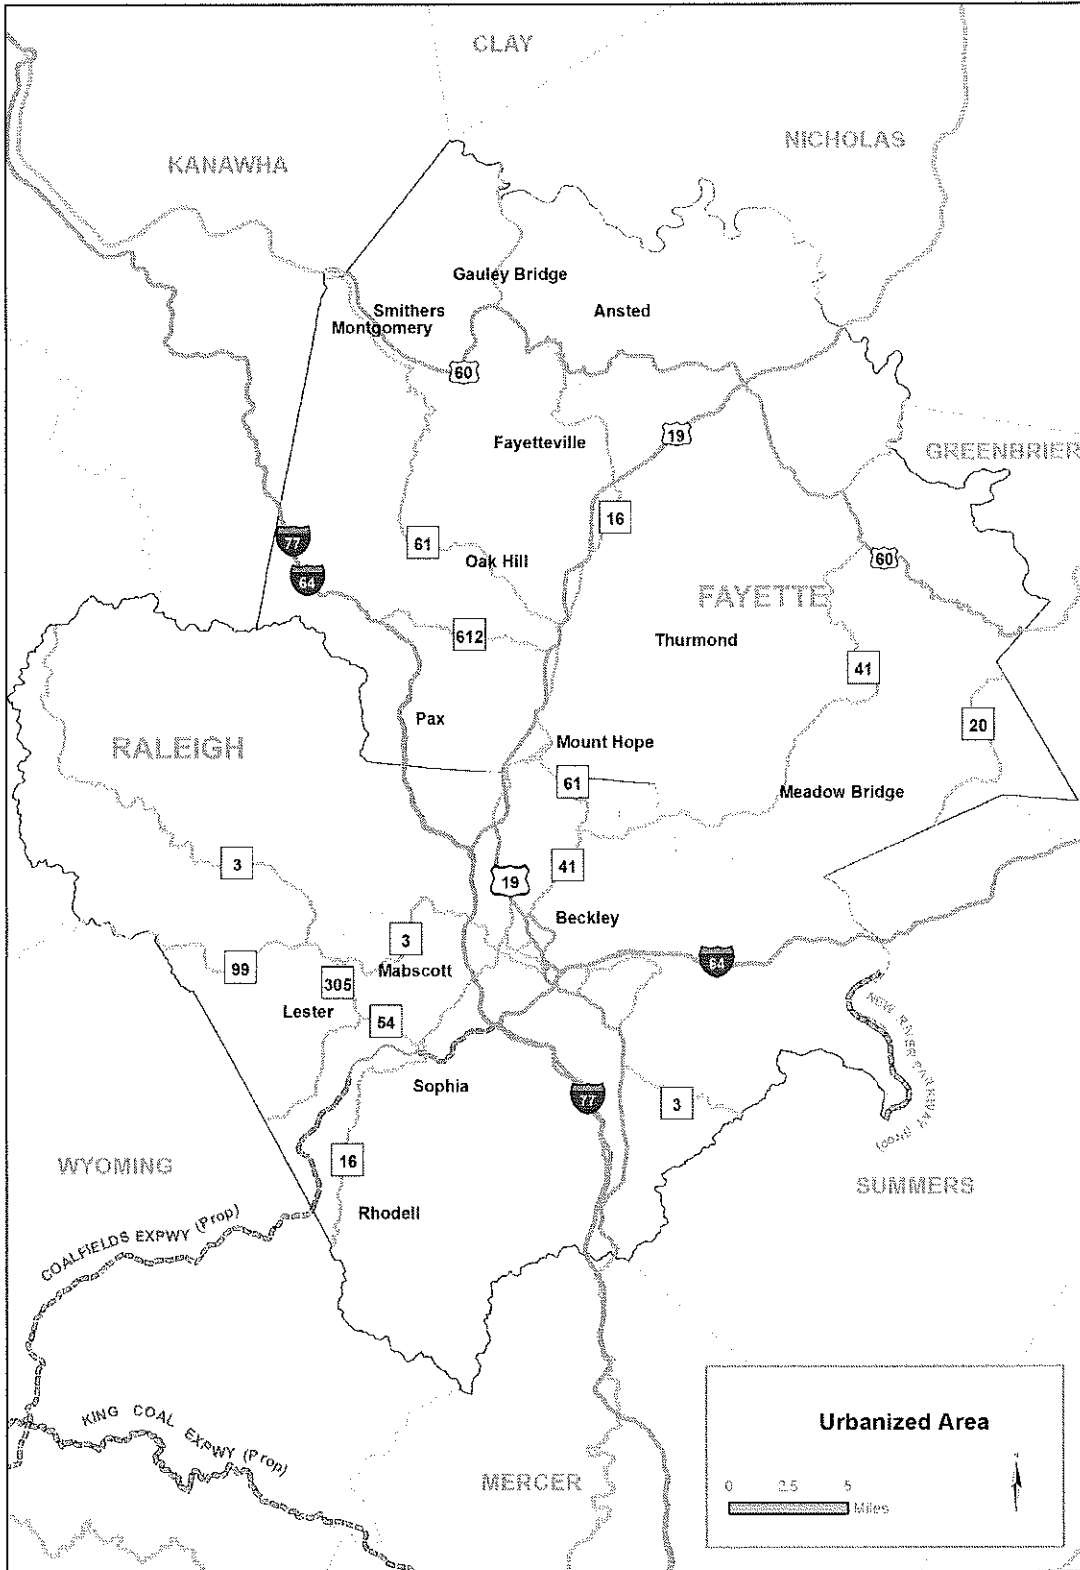 CLAY
NICHOLAS
KANAWHA
Gauley Bridge
Smithers
Ansted
Montgomery
60
60
19
Fayetteville
GREENBRIER
16
77
61
60
Oak Hill
64
FAYETTE
612
Thurmond
41
Pax
20
RALEIGH
Mount Hope
61
Meadow Bridge
3
41
19
Beckley
3
64
99
Mabscott
305
NEW RIVER PARKWAY (Prop)
Lester
54
Sophia
77
3
WYOMING
16
SUMMERS
Rhodell
COALFIELDS EXPWY (Prop)
KING COAL EXPWY (Prop)
Urbanized Area
MERCER
0 2.5 5
Miles